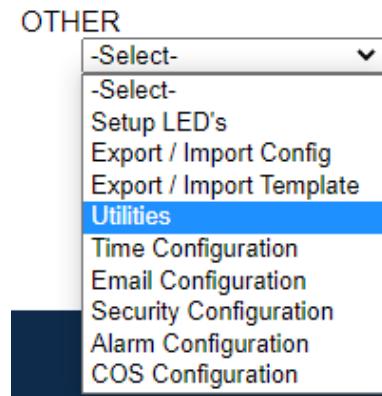 OTHER
-Select-
-Select-
Setup LED's
Export / Import Config
Export / Import Template
Utilities
Time Configuration
Email Configuration
Security Configuration
Alarm Configuration
COS Configuration